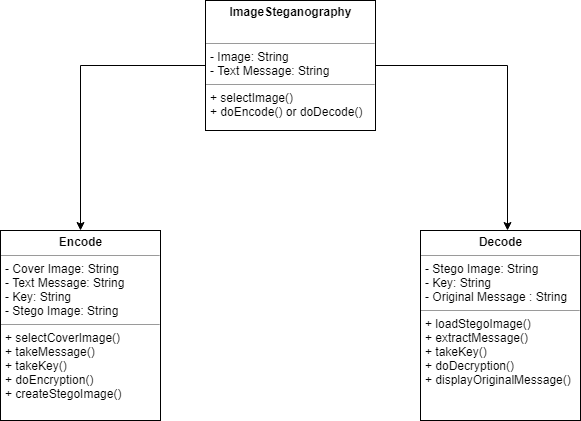 ImageSteganography
- Image: String
- Text Message: String
+ selectImage()
+ doEncode() or doDecode()
Encode
- Cover Image: String
- Text Message: String
- Key: String
- Stego Image: String
+ selectCoverImage()
+ takeMessage()
+ takeKey()
+ doEncryption()
+ createStegoImage()
Decode
- Stego Image: String
- Key: String
- Original Message : String
+ loadStegoImage()
+ extractMessage()
+ takeKey()
+ doDecryption()
+ displayOriginalMessage()